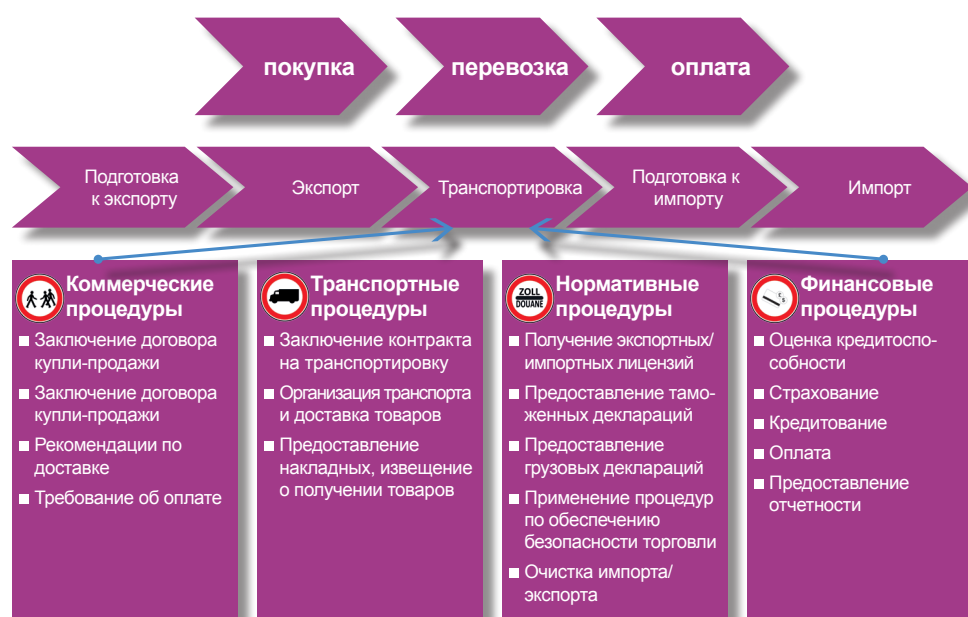 покупка
перевозка
оплата
Подготовка
к экспорту
Экспорт
Транспортировка
Подготовка к
импорту
Импорт
Коммерческие
процедуры
Заключение договора
купли-продажи
Заключение договора
купли-продажи
Рекомендации по
доставке
Требование об оплате
Транспортные
процедуры
Заключение контракта
на транспортировку
Организация транспорта
и доставка товаров
Предоставление
накладных, извещение
о получении товаров
ZOLL
DOUANE
Нормативные
процедуры
Получение экспортных/
импортных лицензий
Предоставление тамо-
женных деклараций
Предоставление
грузовых деклараций
Применение процедур
по обеспечению
безопасности торговли
Очистка импорта/
экспорта
Финансовые
процедуры
Оценка кредитоспо-
собности
Страхование
Кредитование
Оплата
Предоставление
отчетности